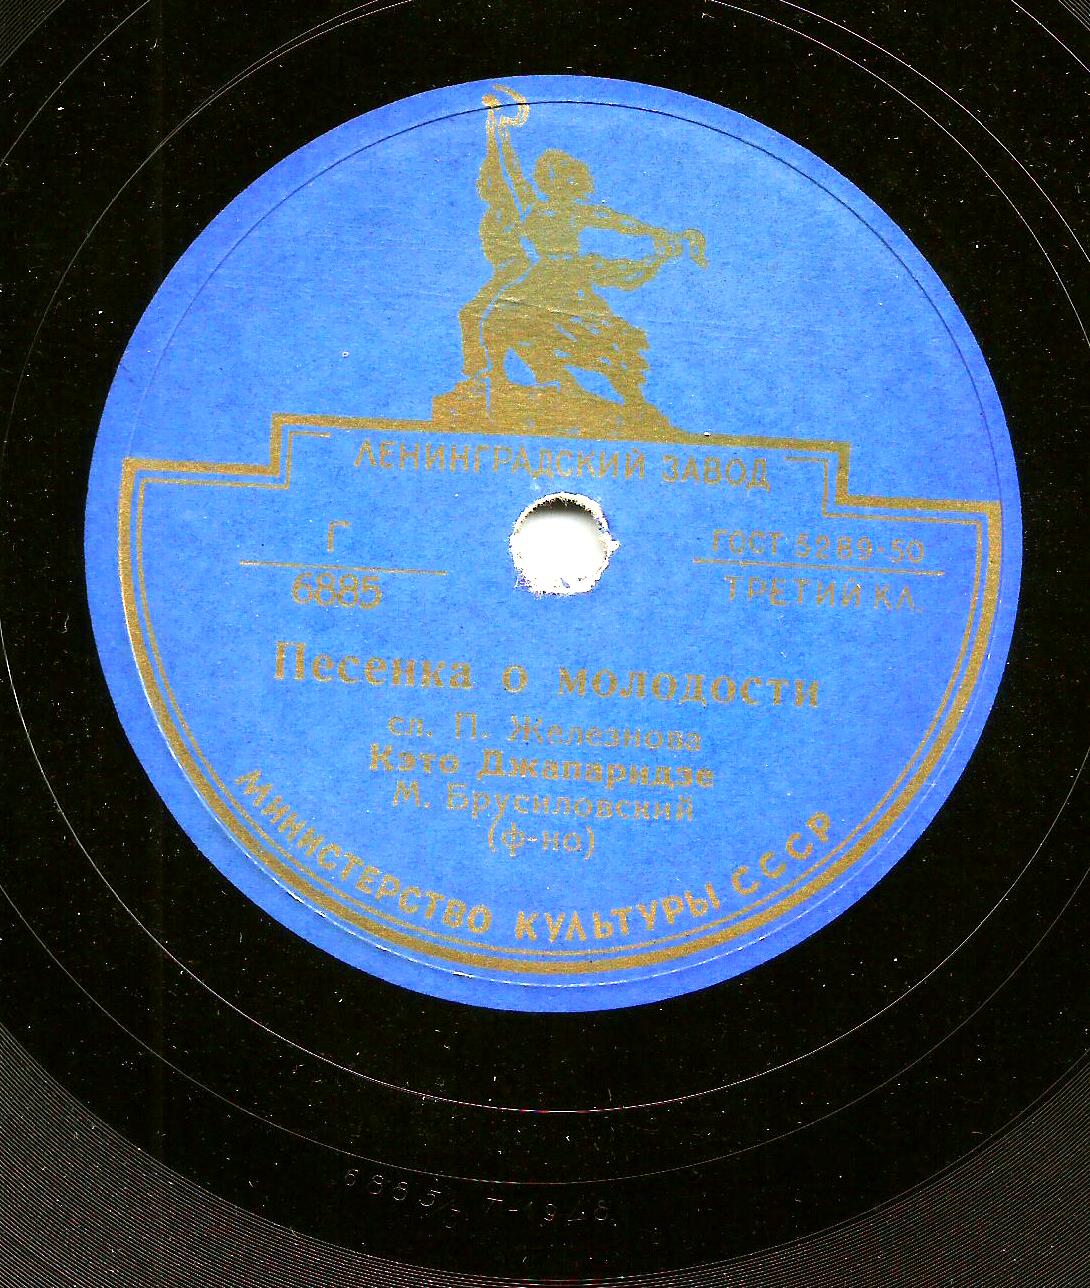 ЛЕНИНГРАДСКИЙ ЗАВОД
Г
6885
ГОСТ 5289-50
ТРЕТИЙ КЛ.
Песенка о молодости
сл. П. Железнова
Кэто Джапаридзе
М. Брусиловский
(ф-но)
МИНИСТЕРСТВО КУЛЬТУРЫ СССР